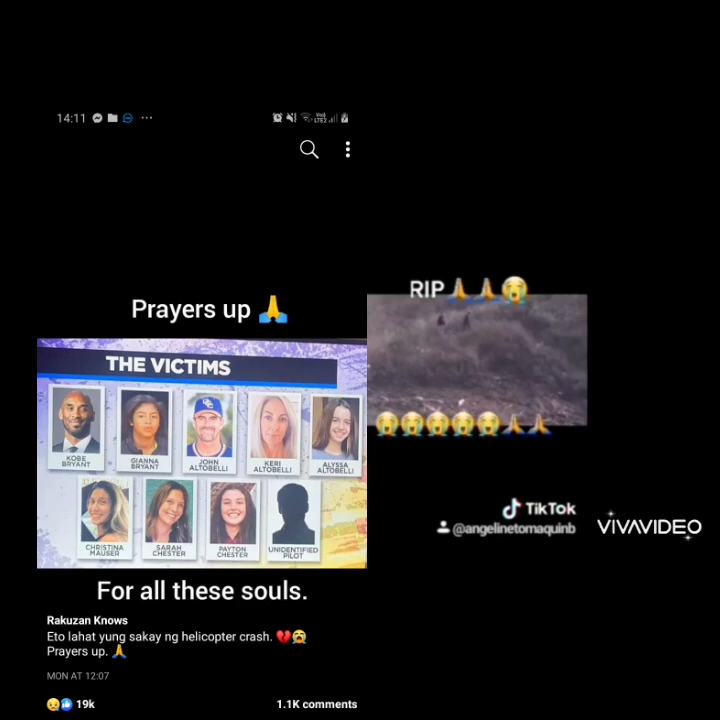 14:11
Prayers up 🙏
THE VICTIMS
KOBE
BRYANT
GIANNA
BRYANT
JOHN
ALTOBELLI
KERI
ALTOBELLI
ALYSSA
ALTOBELLI
CHRISTINA
MAUSER
SARAH
CHESTER
PAYTON
CHESTER
UNIDENTIFIED
PILOT
For all these souls.
Rakuzan Knows
Eto lahat yung sakay ng helicopter crash. 💔😭
Prayers up. 🙏
MON AT 12:07
19k
1.1K comments
RIP 🙏🙏😭
😭😭😭😭😭🙏🙏
TikTok
@angelinetomaquinb
VIVAVIDEO